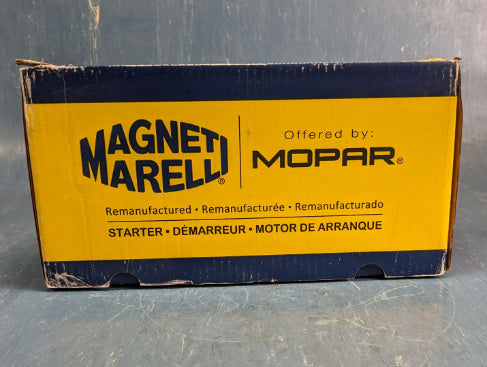 MAGNETI
MARELLI®
Offered by:
MOPAR®
Remanufactured • Remanufacturée • Remanufacturado
STARTER • DÉMARREUR • MOTOR DE ARRANQUE